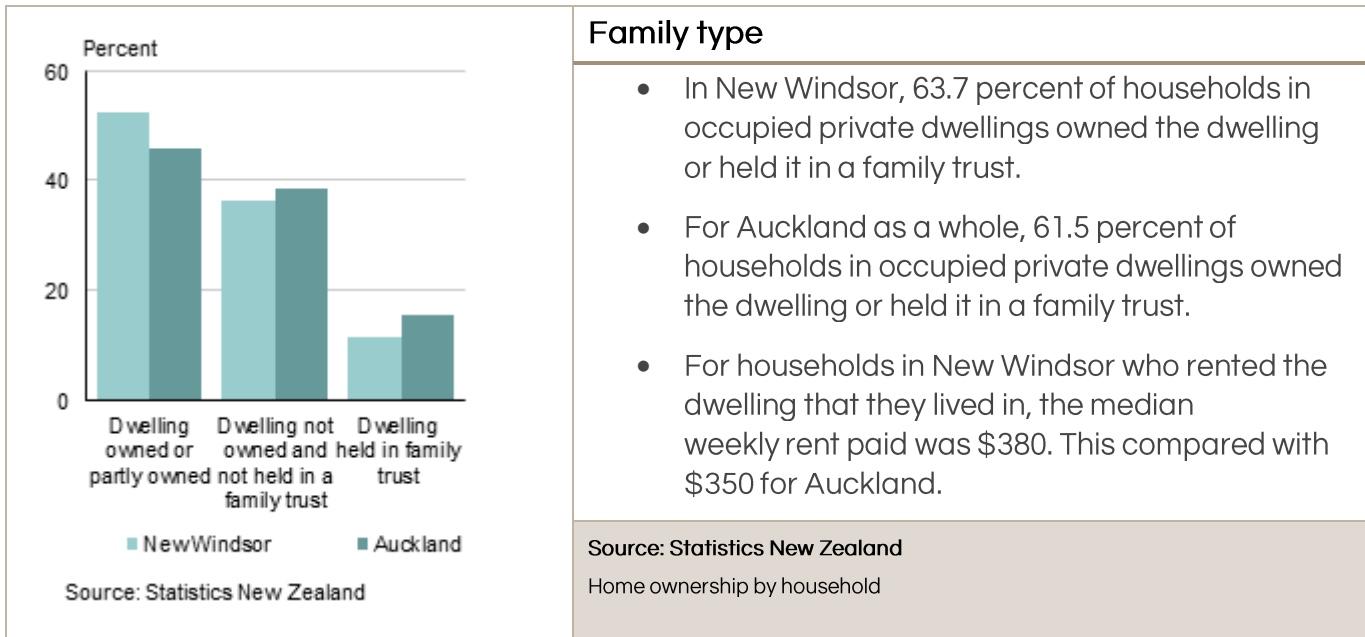 Percent
60
40
20
0
Dwelling owned or partly owned
Dwelling not owned and not held in a family trust
Dwelling held in family trust
New Windsor
Auckland
Source: Statistics New Zealand
Family type
• In New Windsor, 63.7 percent of households in
occupied private dwellings owned the dwelling
or held it in a family trust.
• For Auckland as a whole, 61.5 percent of
households in occupied private dwellings owned
the dwelling or held it in a family trust.
• For households in New Windsor who rented the
dwelling that they lived in, the median
weekly rent paid was $380. This compared with
$350 for Auckland.
Source: Statistics New Zealand
Home ownership by household